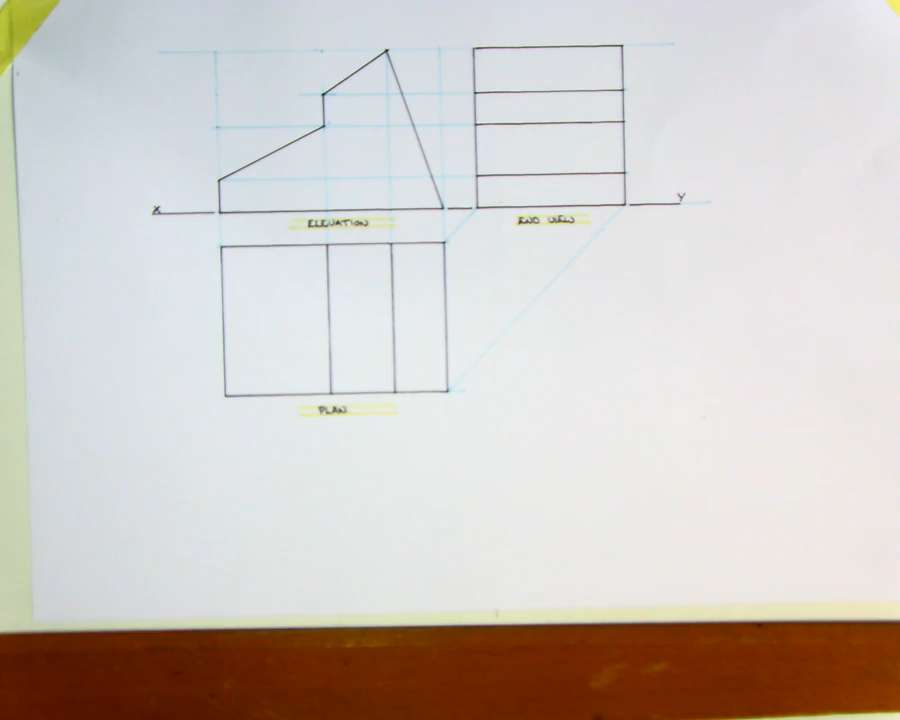 X
Y
ELEVATION
END VIEW
PLAN